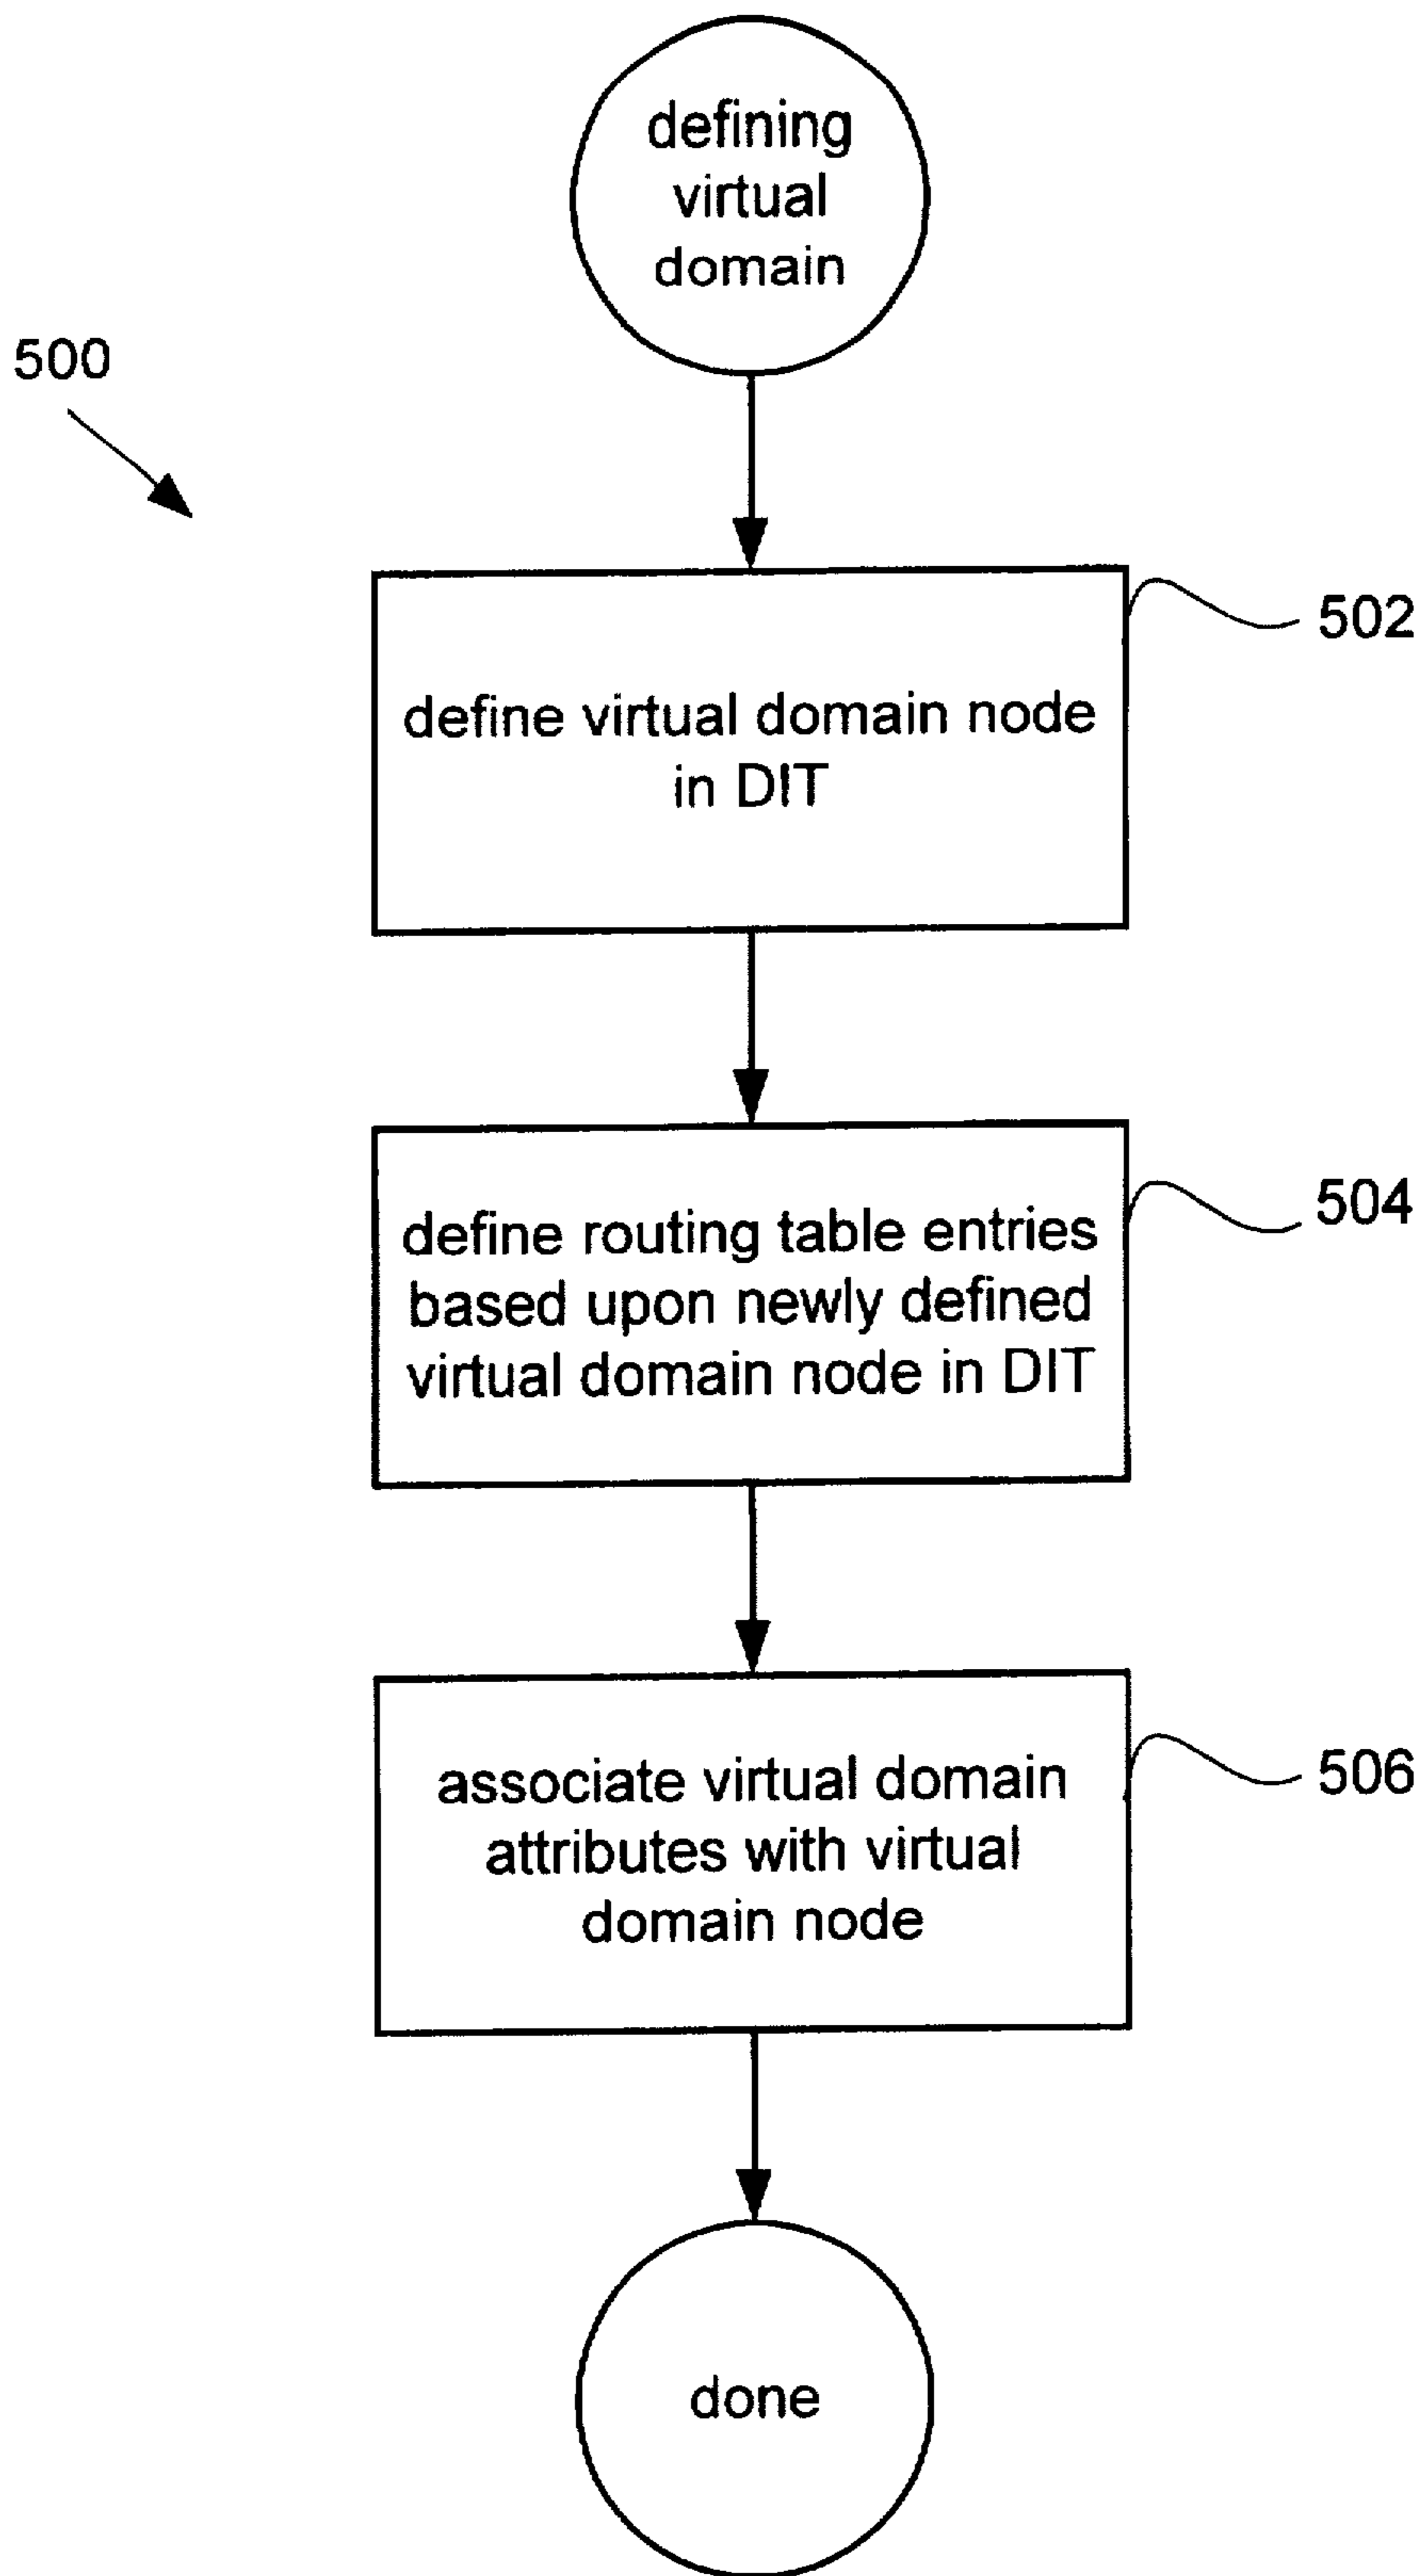 defining
virtual
domain
500
502
define virtual domain node
in DIT
504
define routing table entries
based upon newly defined
virtual domain node in DIT
506
associate virtual domain
attributes with virtual
domain node
done